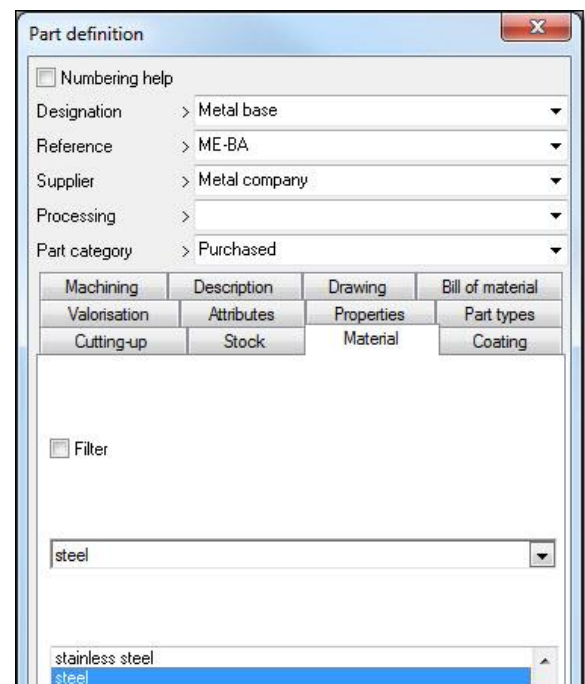 Part definition
Numbering help
Designation > Metal base
Reference > ME-BA
Supplier > Metal company
Processing >
Part category > Purchased
Machining Description Drawing Bill of material
Valorisation Attributes Properties Part types
Cutting-up Stock Material Coating
Filter
steel
stainless steel
steel